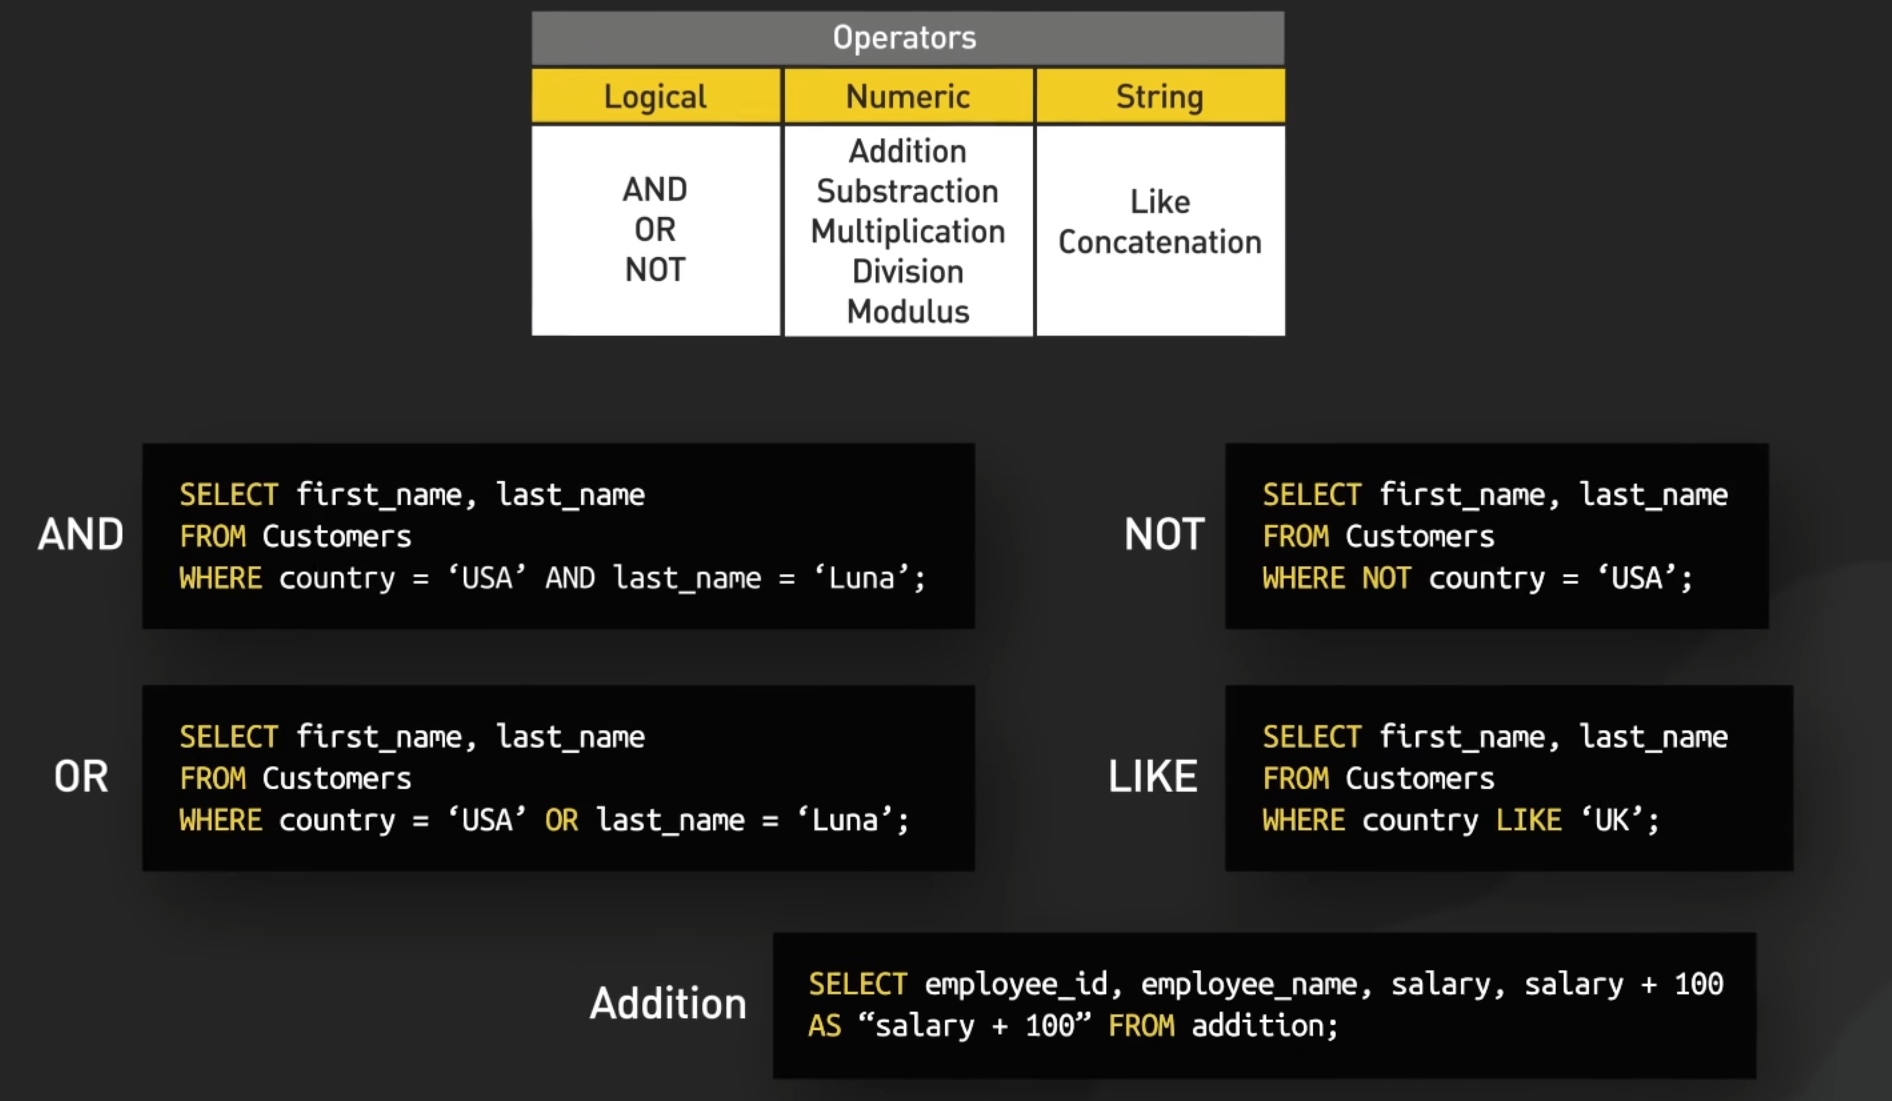 Operators
Logical
Numeric
String
AND
OR
NOT
Addition
Substraction
Multiplication
Division
Modulus
Like
Concatenation
AND
SELECT first_name, last_name
FROM Customers
WHERE country = ‘USA’ AND last_name = ‘Luna’;
NOT
SELECT first_name, last_name
FROM Customers
WHERE NOT country = ‘USA’;
OR
SELECT first_name, last_name
FROM Customers
WHERE country = ‘USA’ OR last_name = ‘Luna’;
LIKE
SELECT first_name, last_name
FROM Customers
WHERE country LIKE ‘UK’;
Addition
SELECT employee_id, employee_name, salary, salary + 100
AS “salary + 100” FROM addition;